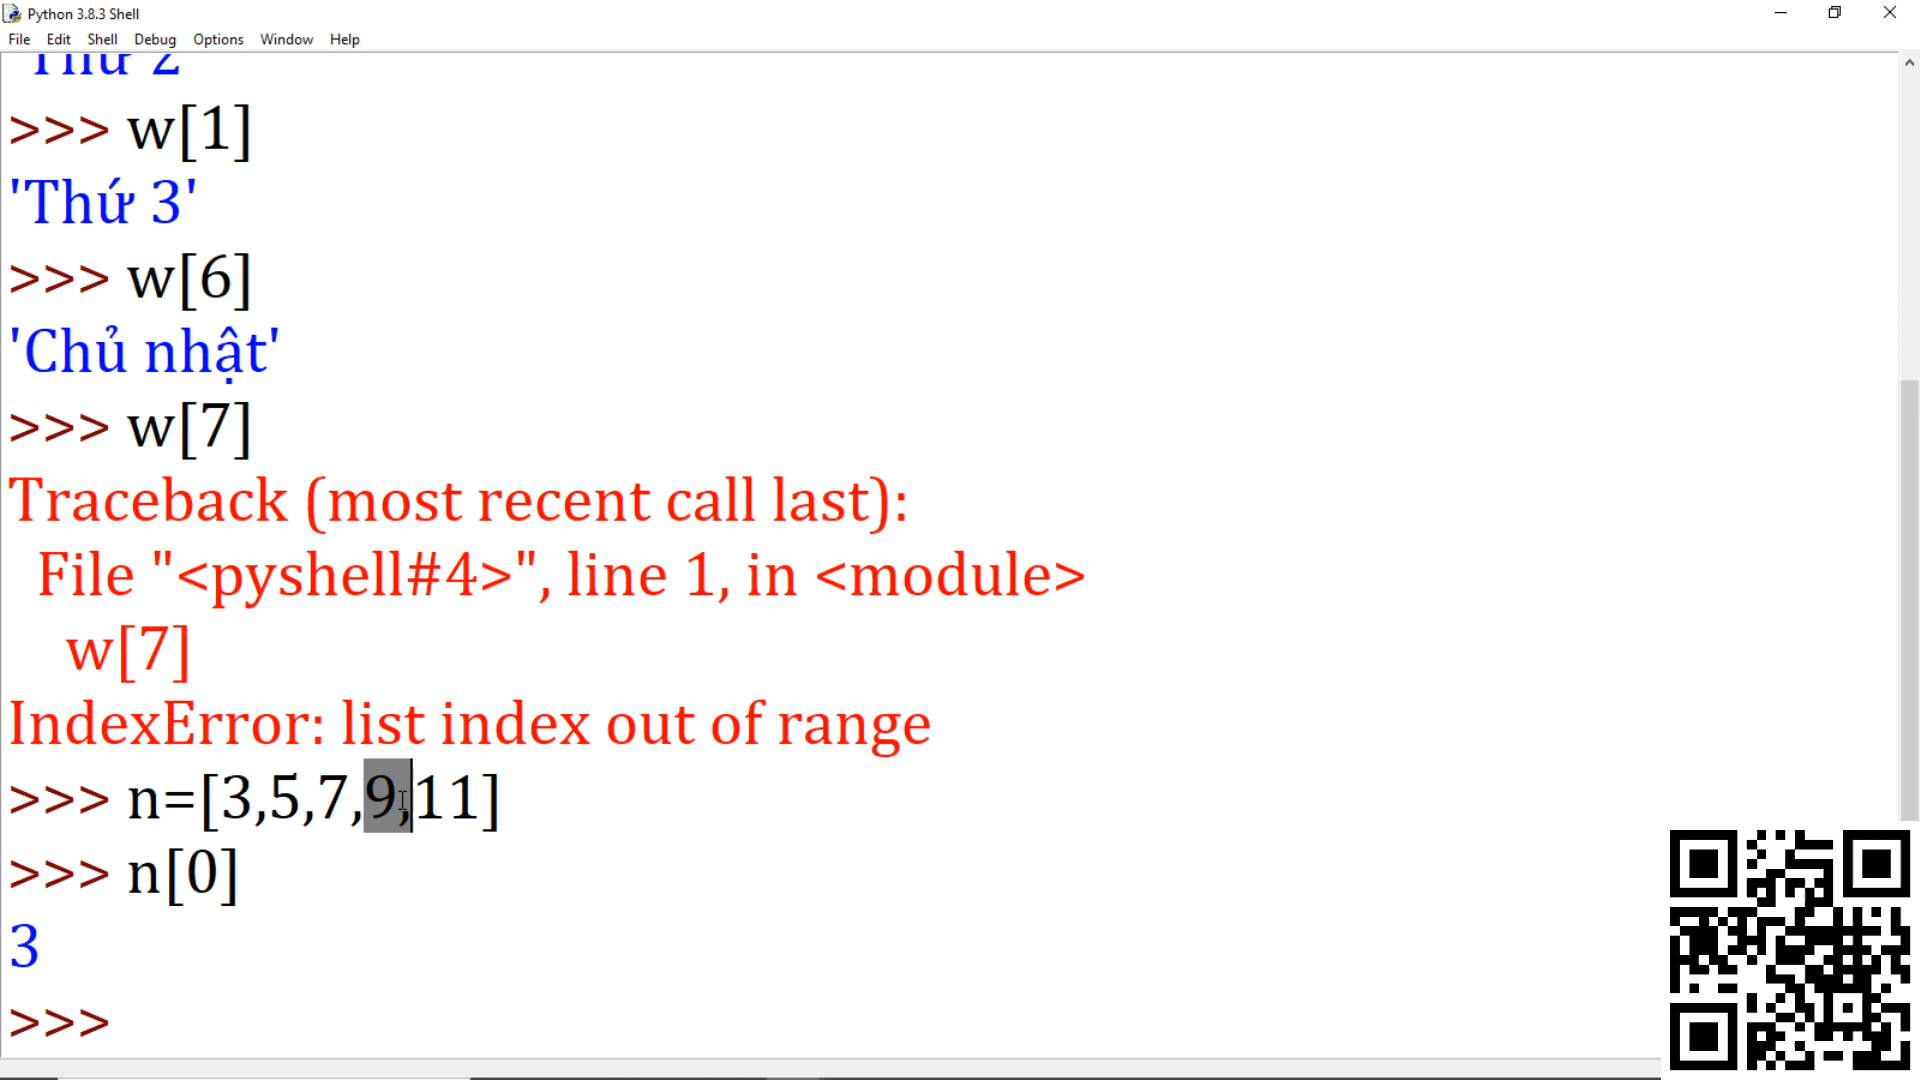 Python 3.8.3 Shell
File Edit Shell Debug Options Window Help
'Thứ 2'
>>> w[1]
'Thứ 3'
>>> w[6]
'Chủ nhật'
>>> w[7]
Traceback (most recent call last):
  File "<pyshell#4>", line 1, in <module>
    w[7]
IndexError: list index out of range
>>> n=[3,5,7,9,11]
>>> n[0]
3
>>>